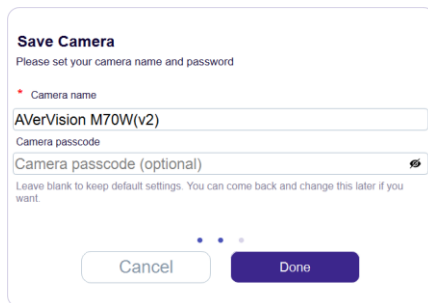 Save Camera
Please set your camera name and password
* Camera name
AVerVision M70W(v2)
Camera passcode
Camera passcode (optional)
Leave blank to keep default settings. You can come back and change this later if you
want.
Cancel
Done